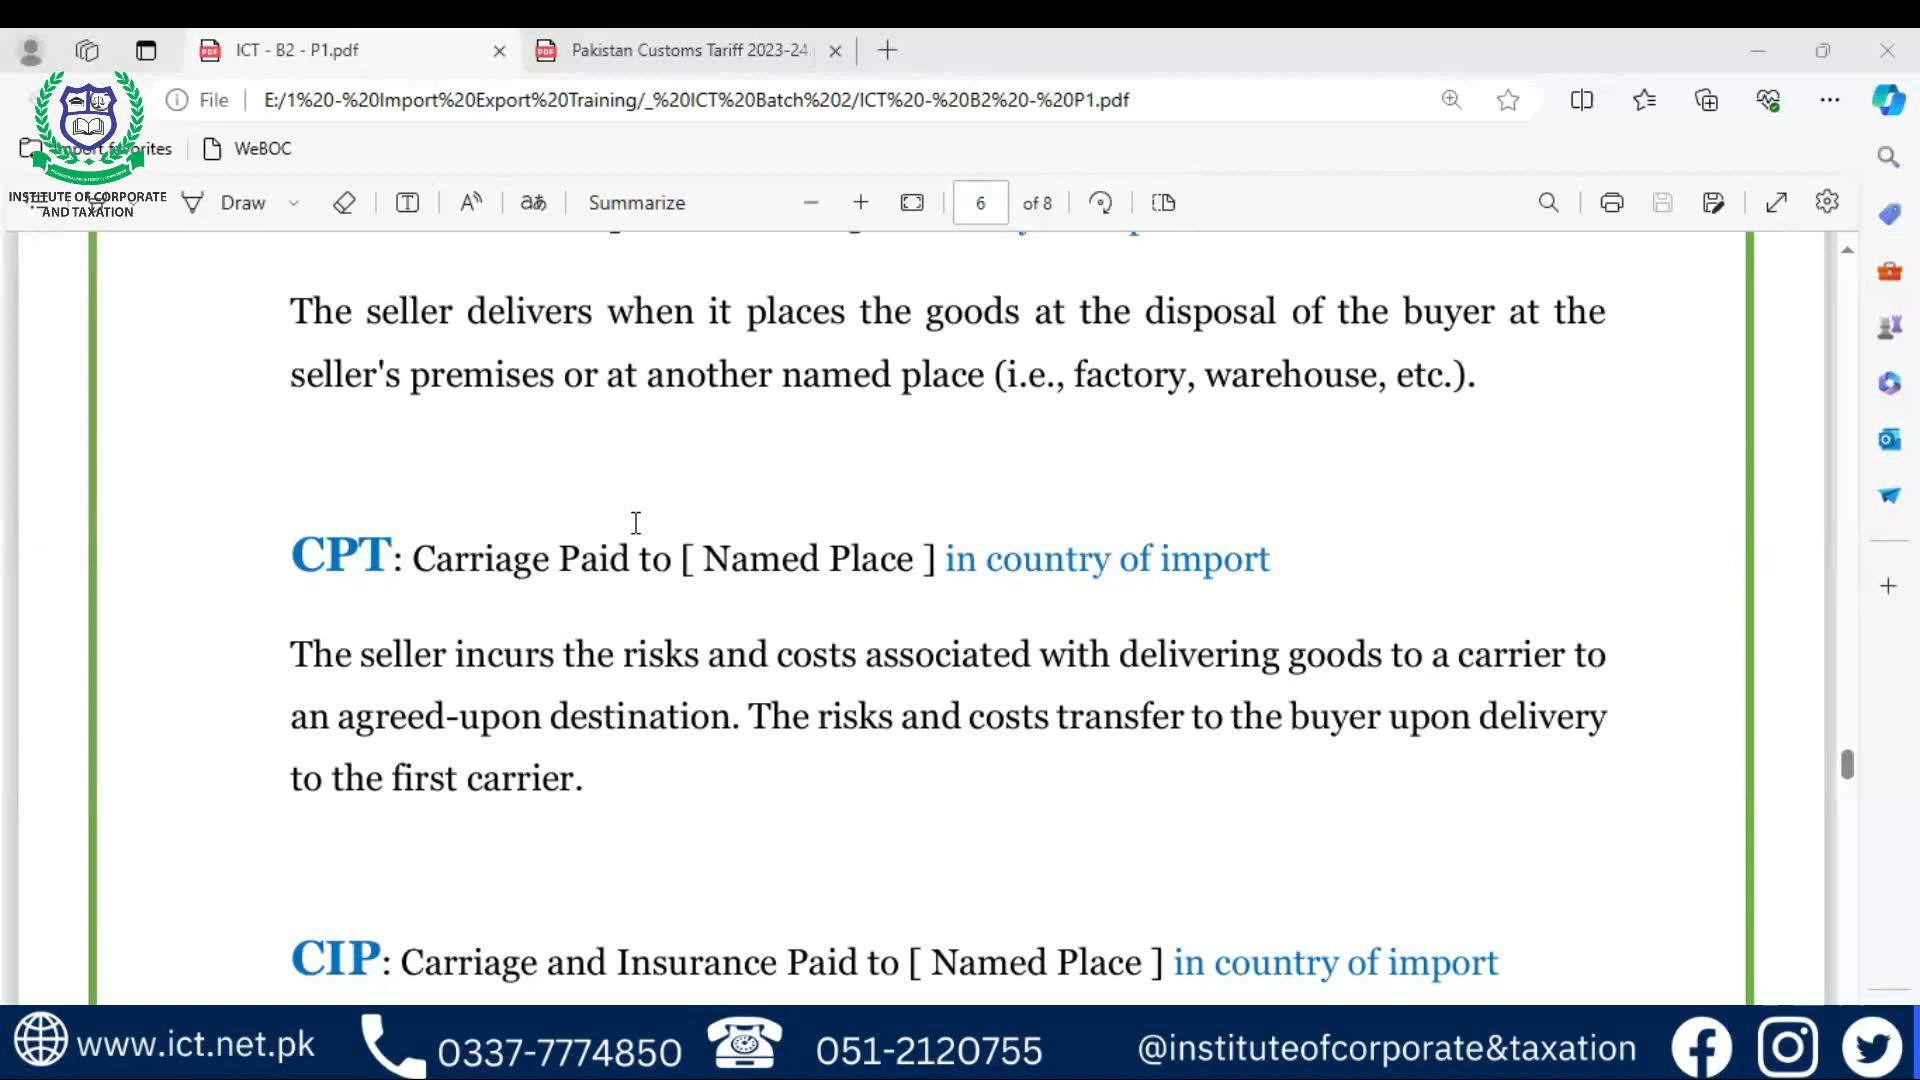 ICT - B2 - P1.pdf
Pakistan Customs Tariff 2023-24
File
E:/1%20-%20Import%20Export%20Training/_%20ICT%20Batch%202/ICT%20-%20B2%20-%20P1.pdf
favorites
WeBOC
INSTITUTE OF CORPORATE
AND TAXATION
Draw
Summarize
6
of 8
The seller delivers when it places the goods at the disposal of the buyer at the
seller's premises or at another named place (i.e., factory, warehouse, etc.).
CPT: Carriage Paid to [ Named Place ] in country of import
The seller incurs the risks and costs associated with delivering goods to a carrier to
an agreed-upon destination. The risks and costs transfer to the buyer upon delivery
to the first carrier.
CIP: Carriage and Insurance Paid to [ Named Place ] in country of import
www.ict.net.pk
0337-7774850
051-2120755
@instituteofcorporate&taxation